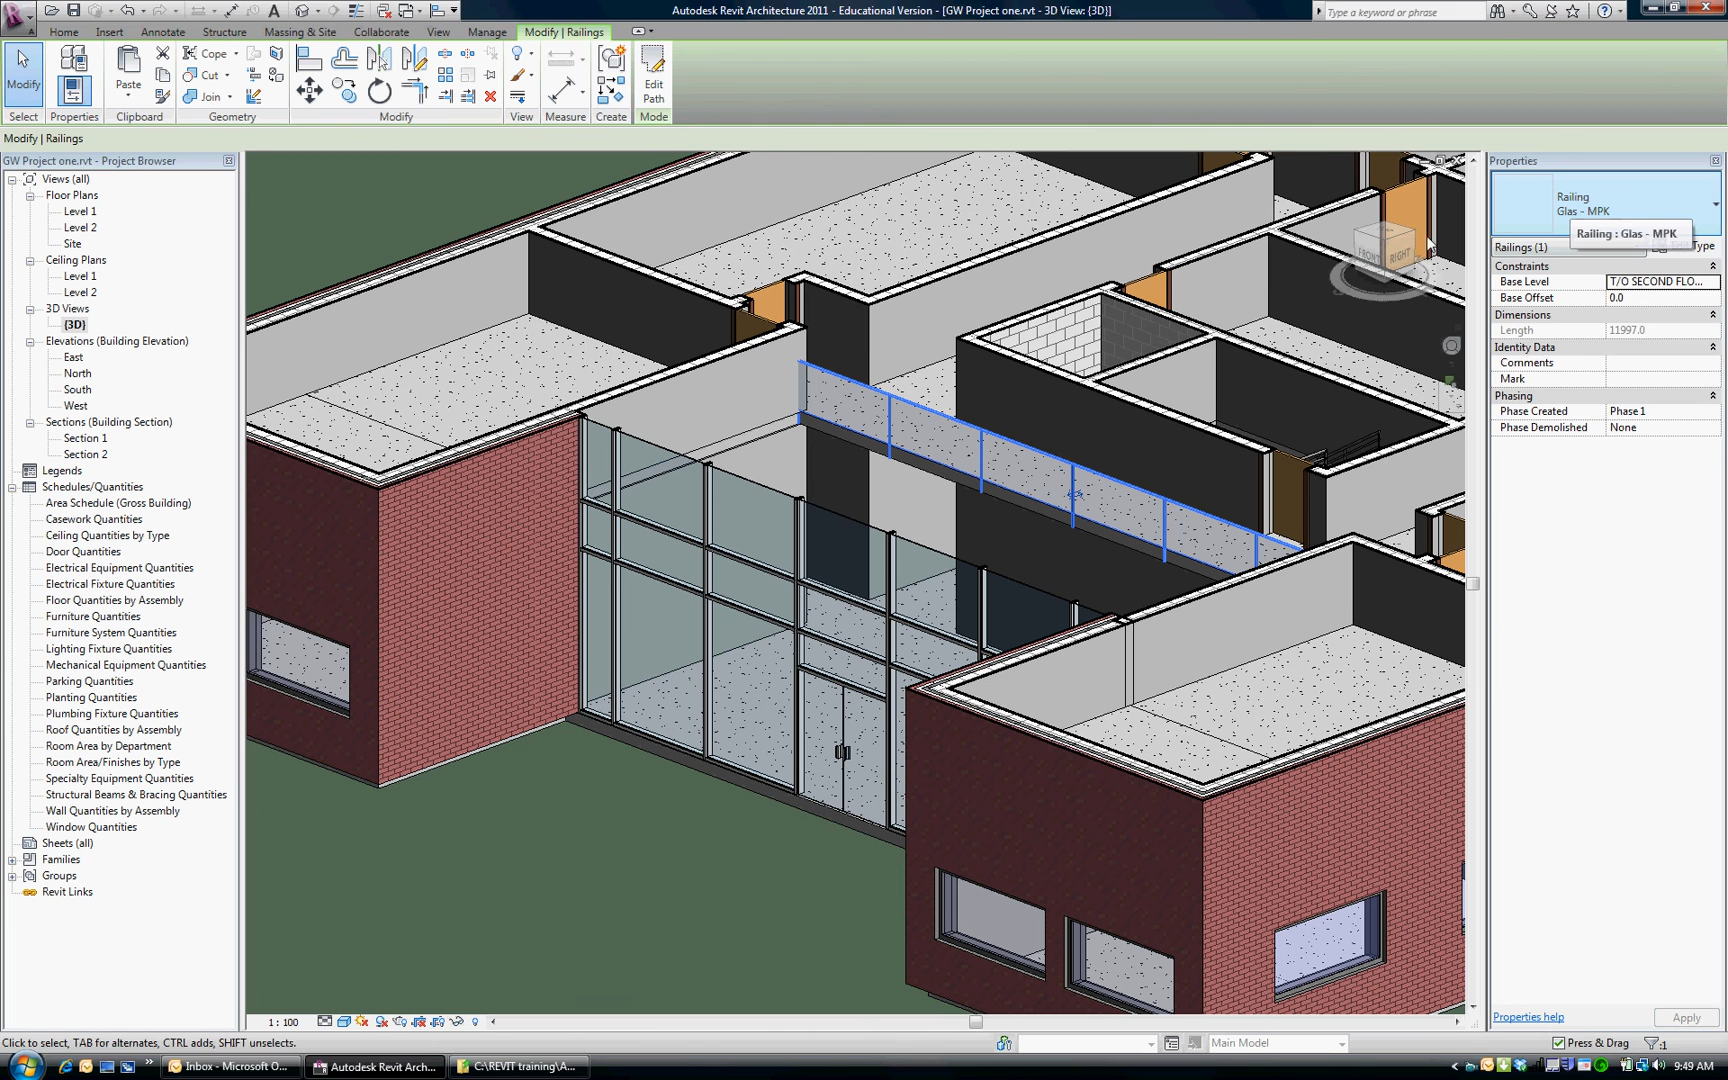 Autodesk Revit Architecture 2011 - Educational Version - [GW Project one.rvt - 3D View: {3D}]
Type a keyword or phrase
Home Insert Annotate Structure Massing & Site Collaborate View Manage Modify | Railings
Modify
Paste
Cope
Cut
Join
Edit
Path
Select Properties Clipboard Geometry Modify View Measure Create Mode
Modify | Railings
GW Project one.rvt - Project Browser
Views (all)
Floor Plans
Level 1
Level 2
Site
Ceiling Plans
Level 1
Level 2
3D Views
{3D}
Elevations (Building Elevation)
East
North
South
West
Sections (Building Section)
Section 1
Section 2
Legends
Schedules/Quantities
Area Schedule (Gross Building)
Casework Quantities
Ceiling Quantities by Type
Door Quantities
Electrical Equipment Quantities
Electrical Fixture Quantities
Floor Quantities by Assembly
Furniture Quantities
Furniture System Quantities
Lighting Fixture Quantities
Mechanical Equipment Quantities
Parking Quantities
Planting Quantities
Plumbing Fixture Quantities
Roof Quantities by Assembly
Room Area by Department
Room Area/Finishes by Type
Specialty Equipment Quantities
Structural Beams & Bracing Quantities
Wall Quantities by Assembly
Window Quantities
Sheets (all)
Families
Groups
Revit Links
FRONT RIGHT
Properties
Railing
Glas - MPK
Railing : Glas - MPK
Railings (1) Type
Constraints
Base Level T/O SECOND FLO...
Base Offset 0.0
Dimensions
Length 11997.0
Identity Data
Comments
Mark
Phasing
Phase Created Phase 1
Phase Demolished None
Properties help Apply
1 : 100
Click to select, TAB for alternates, CTRL adds, SHIFT unselects.
Main Model
Press & Drag :1
Inbox - Microsoft O... Autodesk Revit Arch... C:\REVIT training\A... 9:49 AM